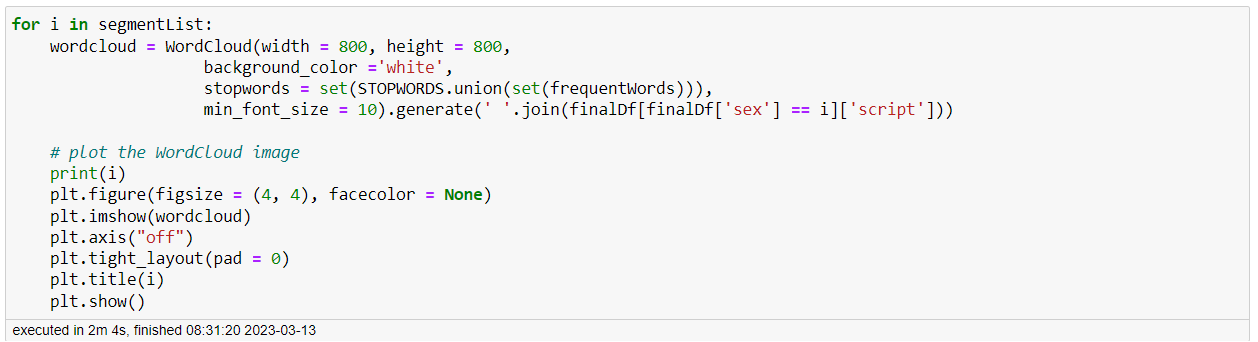 for i in segmentList:
    wordcloud = WordCloud(width = 800, height = 800,
                    background_color ='white',
                    stopwords = set(STOPWORDS.union(set(frequentWords))),
                    min_font_size = 10).generate(' '.join(finalDf[finalDf['sex'] == i]['script']))
    # plot the WordCloud image
    print(i)
    plt.figure(figsize = (4, 4), facecolor = None)
    plt.imshow(wordcloud)
    plt.axis("off")
    plt.tight_layout(pad = 0)
    plt.title(i)
    plt.show()
executed in 2m 4s, finished 08:31:20 2023-03-13